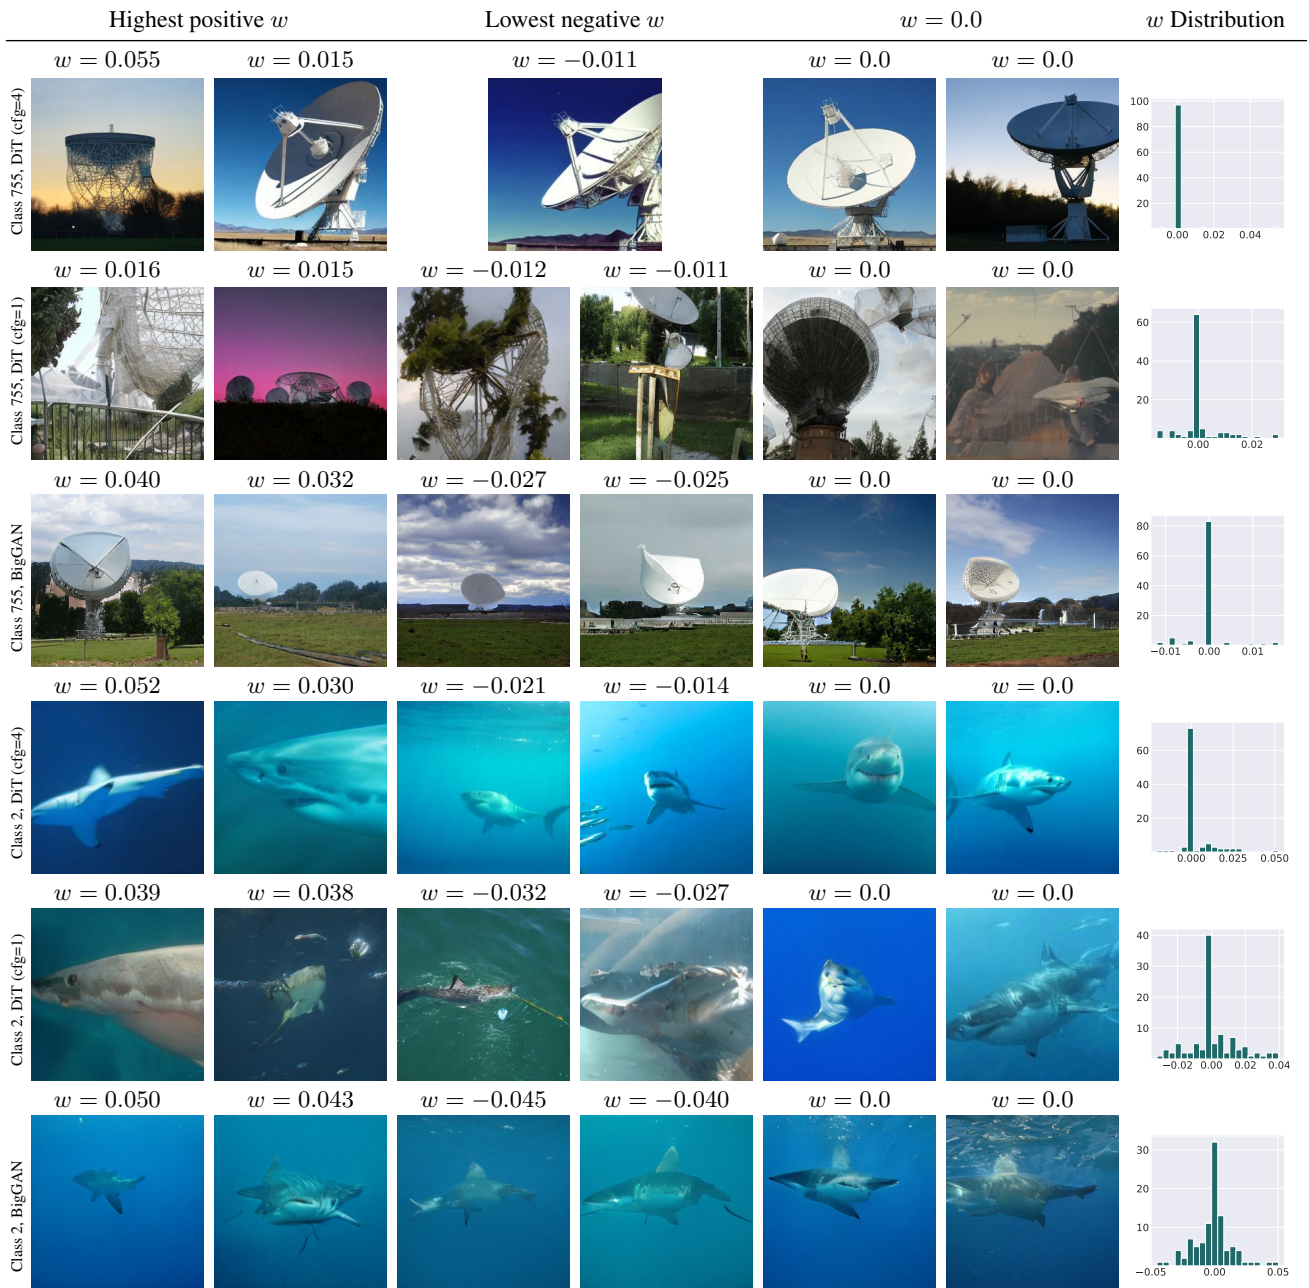 Highest positive w Lowest negative w w = 0.0 w Distribution
Class 755, DiT (cfg=4)
w = 0.055 w = 0.015 w = −0.011 w = 0.0 w = 0.0
100
80
60
40
20
0.00 0.02 0.04
Class 755, DiT (cfg=1)
w = 0.016 w = 0.015 w = −0.012 w = −0.011 w = 0.0 w = 0.0
60
40
20
0.00 0.02
Class 755, BigGAN
w = 0.040 w = 0.032 w = −0.027 w = −0.025 w = 0.0 w = 0.0
80
60
40
20
−0.01 0.00 0.01
Class 2, DiT (cfg=4)
w = 0.052 w = 0.030 w = −0.021 w = −0.014 w = 0.0 w = 0.0
60
40
20
0.000 0.025 0.050
Class 2, DiT (cfg=1)
w = 0.039 w = 0.038 w = −0.032 w = −0.027 w = 0.0 w = 0.0
40
30
20
10
−0.02 0.00 0.02 0.04
Class 2, BigGAN
w = 0.050 w = 0.043 w = −0.045 w = −0.040 w = 0.0 w = 0.0
30
20
10
−0.05 0.00 0.05